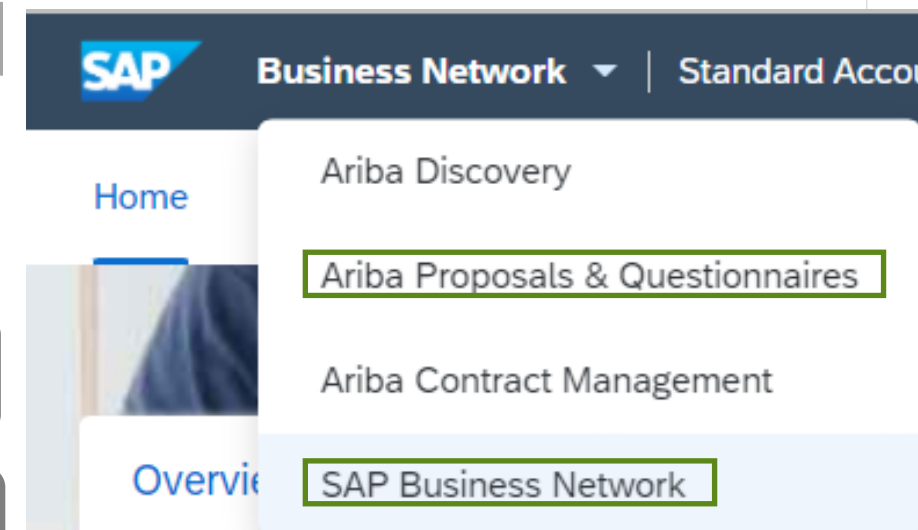 SAP Business Network Standard Accou
Ariba Discovery
Home
Ariba Proposals & Questionnaires
Ariba Contract Management
Overvie
SAP Business Network